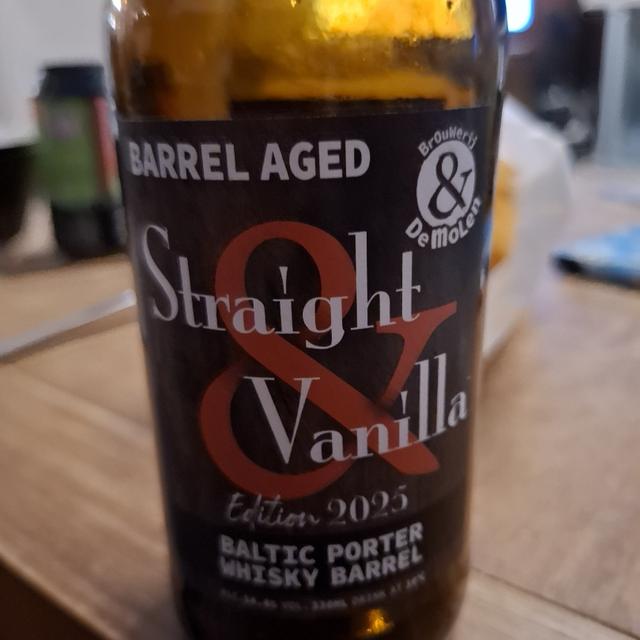 BARREL AGED
BroUWerij
&
De MoLen
Straight
&
Vanilla
Edition 2025
BALTIC PORTER
WHISKY BARREL